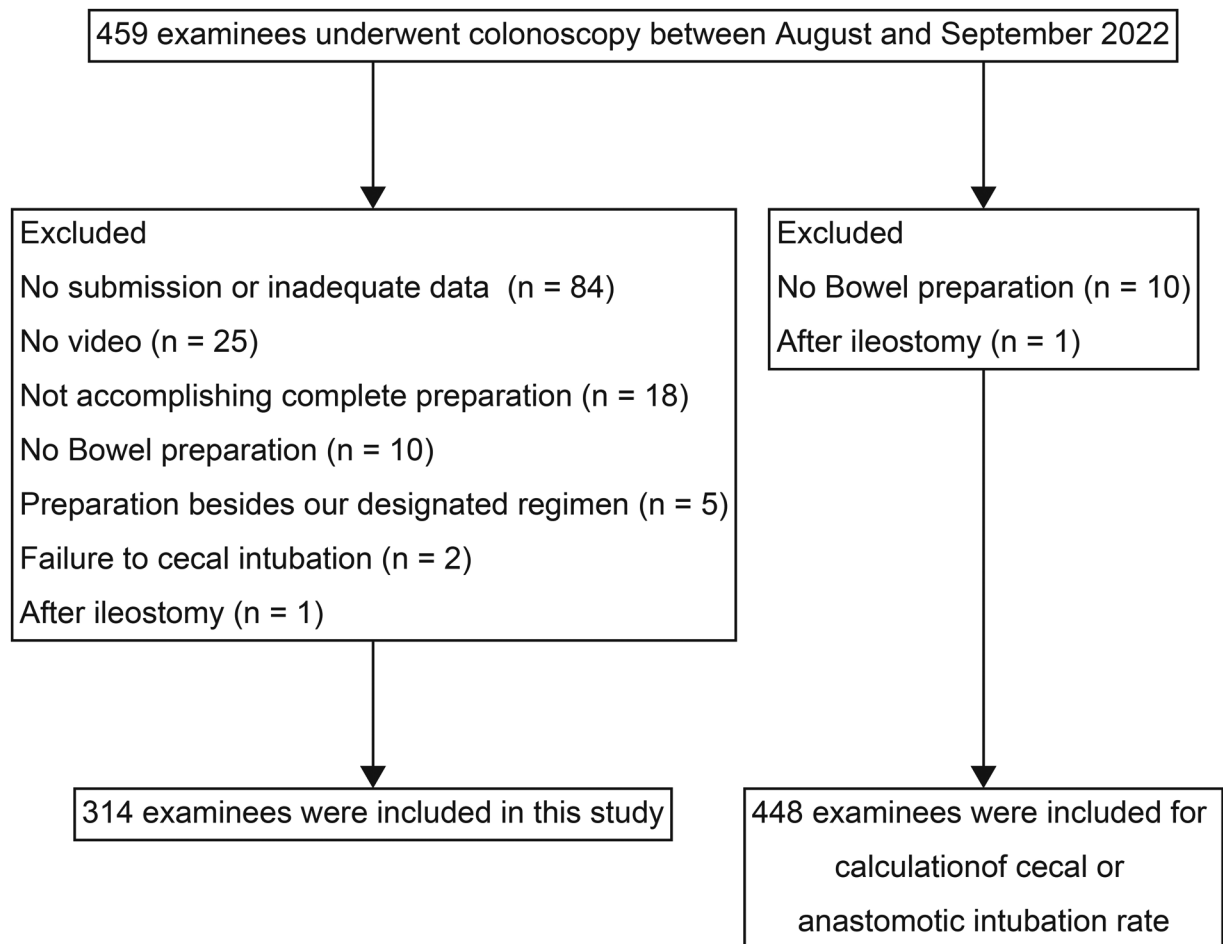 459 examinees underwent colonoscopy between August and September 2022
Excluded
No submission or inadequate data  (n = 84)
No video (n = 25)
Not accomplishing complete preparation (n = 18)
No Bowel preparation (n = 10)
Preparation besides our designated regimen (n = 5)
Failure to cecal intubation (n = 2)
After ileostomy (n = 1)
Excluded
No Bowel preparation (n = 10)
After ileostomy (n = 1)
314 examinees were included in this study
448 examinees were included for
calculationof cecal or
anastomotic intubation rate